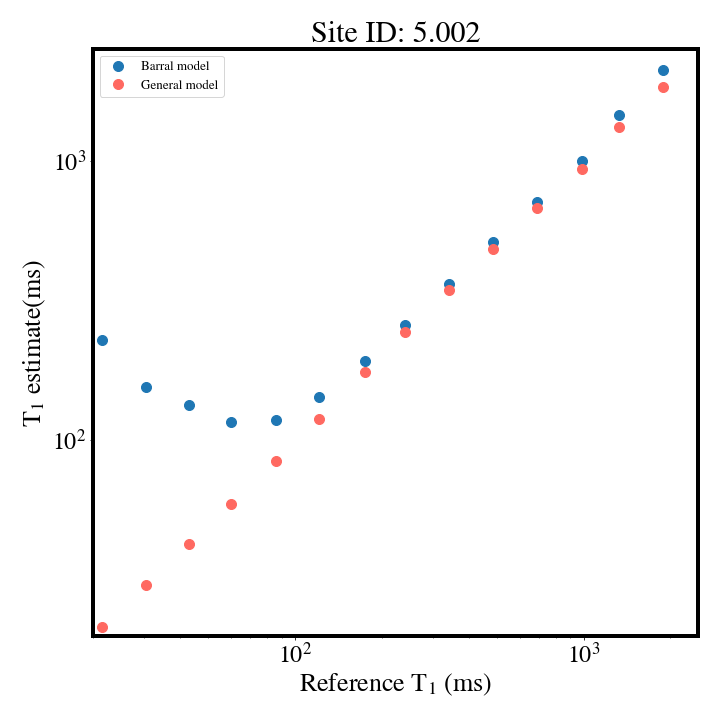 Site ID: 5.002
Barral model
General model
T₁ estimate(ms)
10³
10²
10² 10³
Reference T₁ (ms)